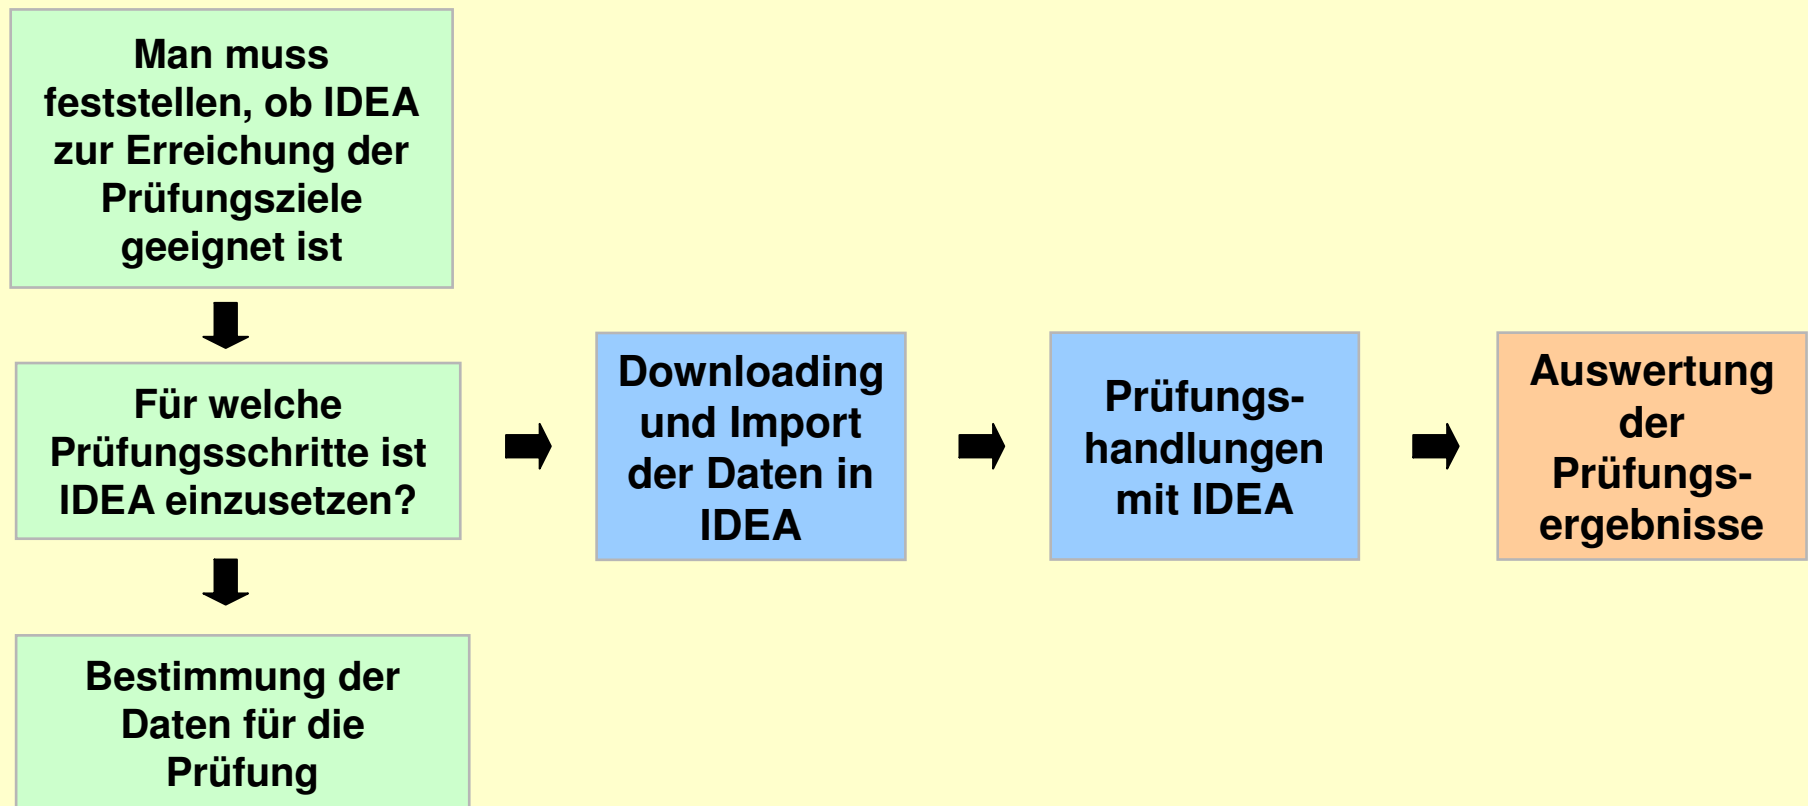 Man muss
feststellen, ob IDEA
zur Erreichung der
Prüfungsziele
geeignet ist
Für welche
Prüfungsschritte ist
IDEA einzusetzen?
Bestimmung der
Daten für die
Prüfung
Downloading
und Import
der Daten in
IDEA
Prüfungs-
handlungen
mit IDEA
Auswertung
der
Prüfungs-
ergebnisse